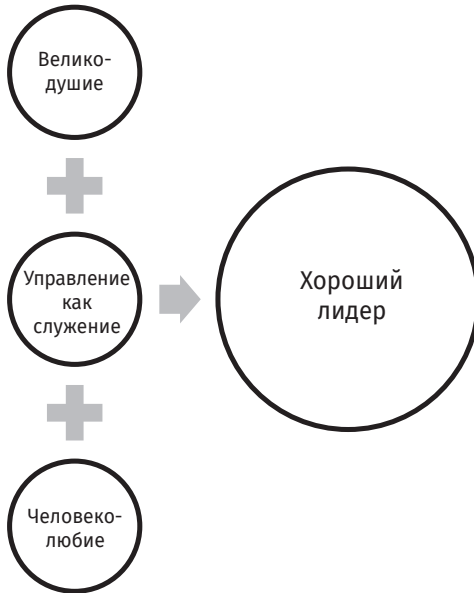 Велико-
душие
Управление
как
служение
Человеко-
любие
Хороший
лидер